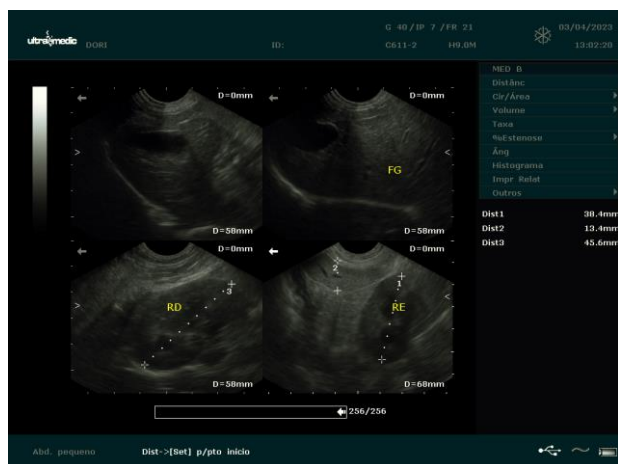 G 40/IP 7 /FR 21
03/04/2023
ultramedic
DORI
ID:
C611-2
H9.0M
13:02:20
MED B
Distânc
Cir/Área
Volume
Taxa
%Estenose
Âng
Histograma
Impr Relat
Outros
Dist1 38.4mm
Dist2 13.4mm
Dist3 45.6mm
D=0mm
D=0mm
FG
D=58mm
D=58mm
D=0mm
D=0mm
2
3
1
RD
RE
D=58mm
D=68mm
256/256
Abd. pequeno
Dist->[Set] p/pto início